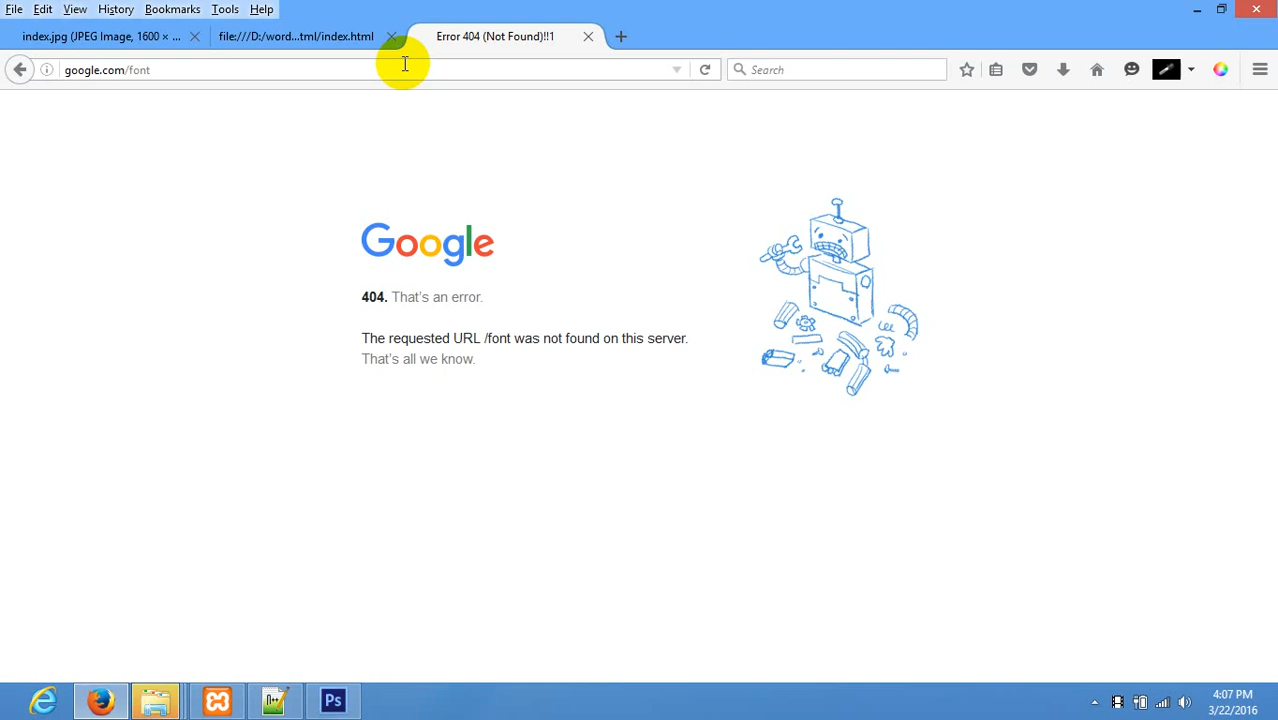 File Edit View History Bookmarks Tools Help
index.jpg (JPEG Image, 1600 × ...
file:///D:/word...tml/index.html
Error 404 (Not Found)!!1
google.com/font
Search
Google
404. That's an error.
The requested URL /font was not found on this server.
That's all we know.
Ps
4:07 PM
3/22/2016